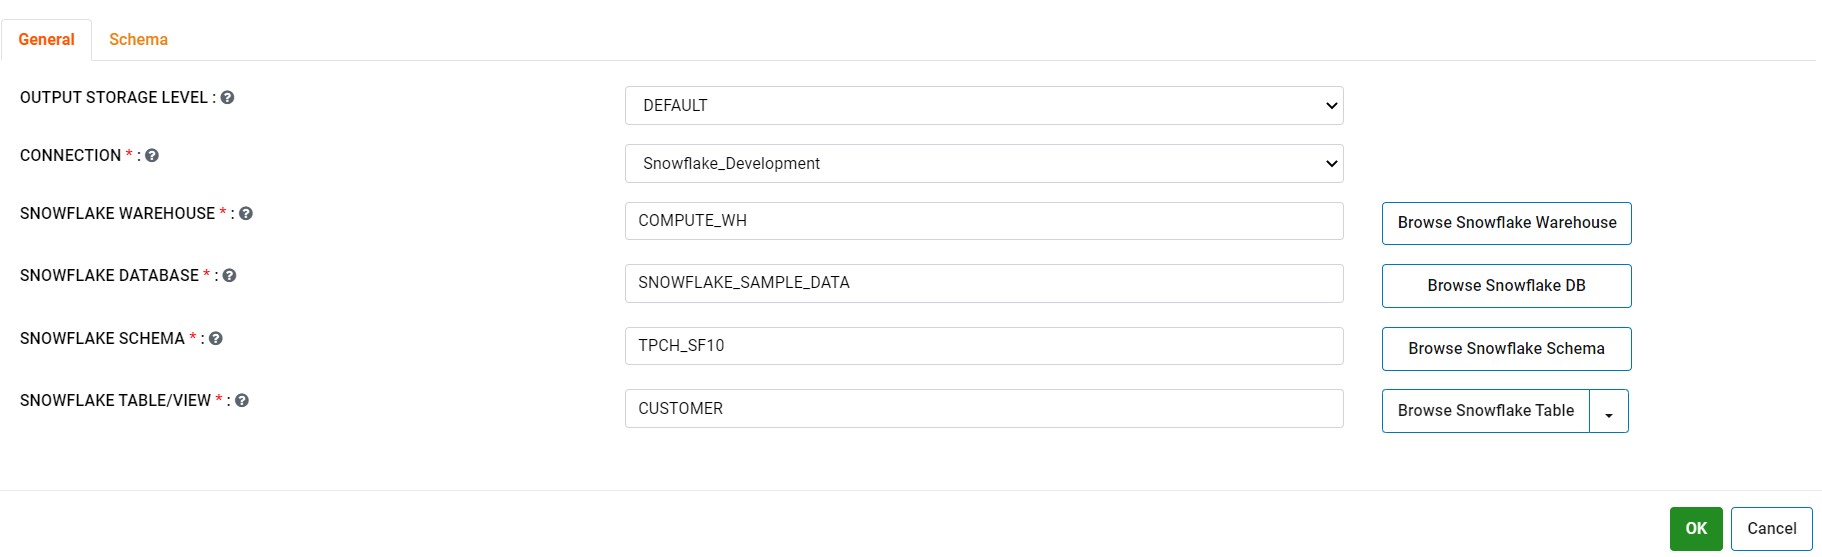 General Schema
OUTPUT STORAGE LEVEL : ? DEFAULT
CONNECTION * : ? Snowflake_Development
SNOWFLAKE WAREHOUSE * : ? COMPUTE_WH Browse Snowflake Warehouse
SNOWFLAKE DATABASE * : ? SNOWFLAKE_SAMPLE_DATA Browse Snowflake DB
SNOWFLAKE SCHEMA * : ? TPCH_SF10 Browse Snowflake Schema
SNOWFLAKE TABLE/VIEW * : ? CUSTOMER Browse Snowflake Table
OK Cancel